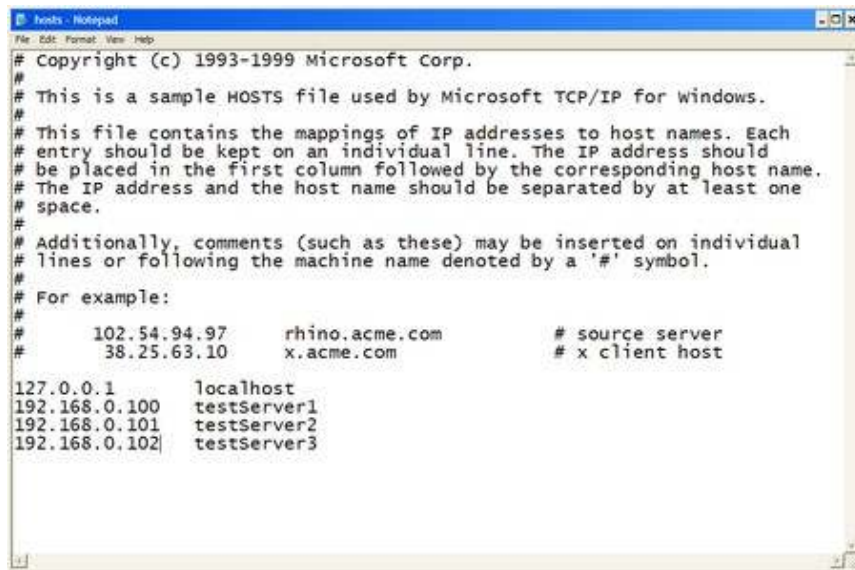 hosts - Notepad
File Edit Format View Help
# Copyright (c) 1993-1999 Microsoft Corp.
#
# This is a sample HOSTS file used by Microsoft TCP/IP for Windows.
#
# This file contains the mappings of IP addresses to host names. Each
# entry should be kept on an individual line. The IP address should
# be placed in the first column followed by the corresponding host name.
# The IP address and the host name should be separated by at least one
# space.
#
# Additionally, comments (such as these) may be inserted on individual
# lines or following the machine name denoted by a '#' symbol.
#
# For example:
#
#      102.54.94.97     rhino.acme.com          # source server
#       38.25.63.10     x.acme.com              # x client host
127.0.0.1       localhost
192.168.0.100   testServer1
192.168.0.101   testServer2
192.168.0.102   testServer3